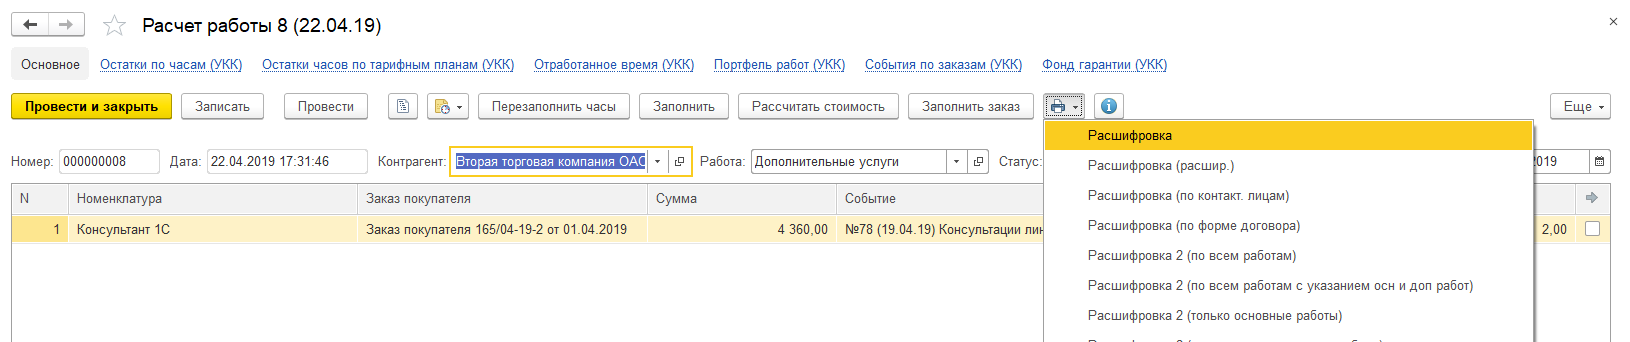 Расчет работы 8 (22.04.19)
Основное Остатки по часам (УКК) Остатки часов по тарифным планам (УКК) Отработанное время (УКК) Портфель работ (УКК) События по заказам (УКК) Фонд гарантии (УКК)
Провести и закрыть Записать Провести Перезаполнить часы Заполнить Рассчитать стоимость Заполнить заказ Еще
Расшифровка
Номер: 000000008 Дата: 22.04.2019 17:31:46 Контрагент: Вторая торговая компания ОАО Работа: Дополнительные услуги Статус: 2019
Расшифровка (расшир.)
N Номенклатура Заказ покупателя Сумма Событие
Расшифровка (по контакт. лицам)
1 Консультант 1С Заказ покупателя 165/04-19-2 от 01.04.2019 4 360,00 №78 (19.04.19) Консультации 2,00
Расшифровка (по форме договора)
Расшифровка 2 (по всем работам)
Расшифровка 2 (по всем работам с указанием осн и доп работ)
Расшифровка 2 (только основные работы)